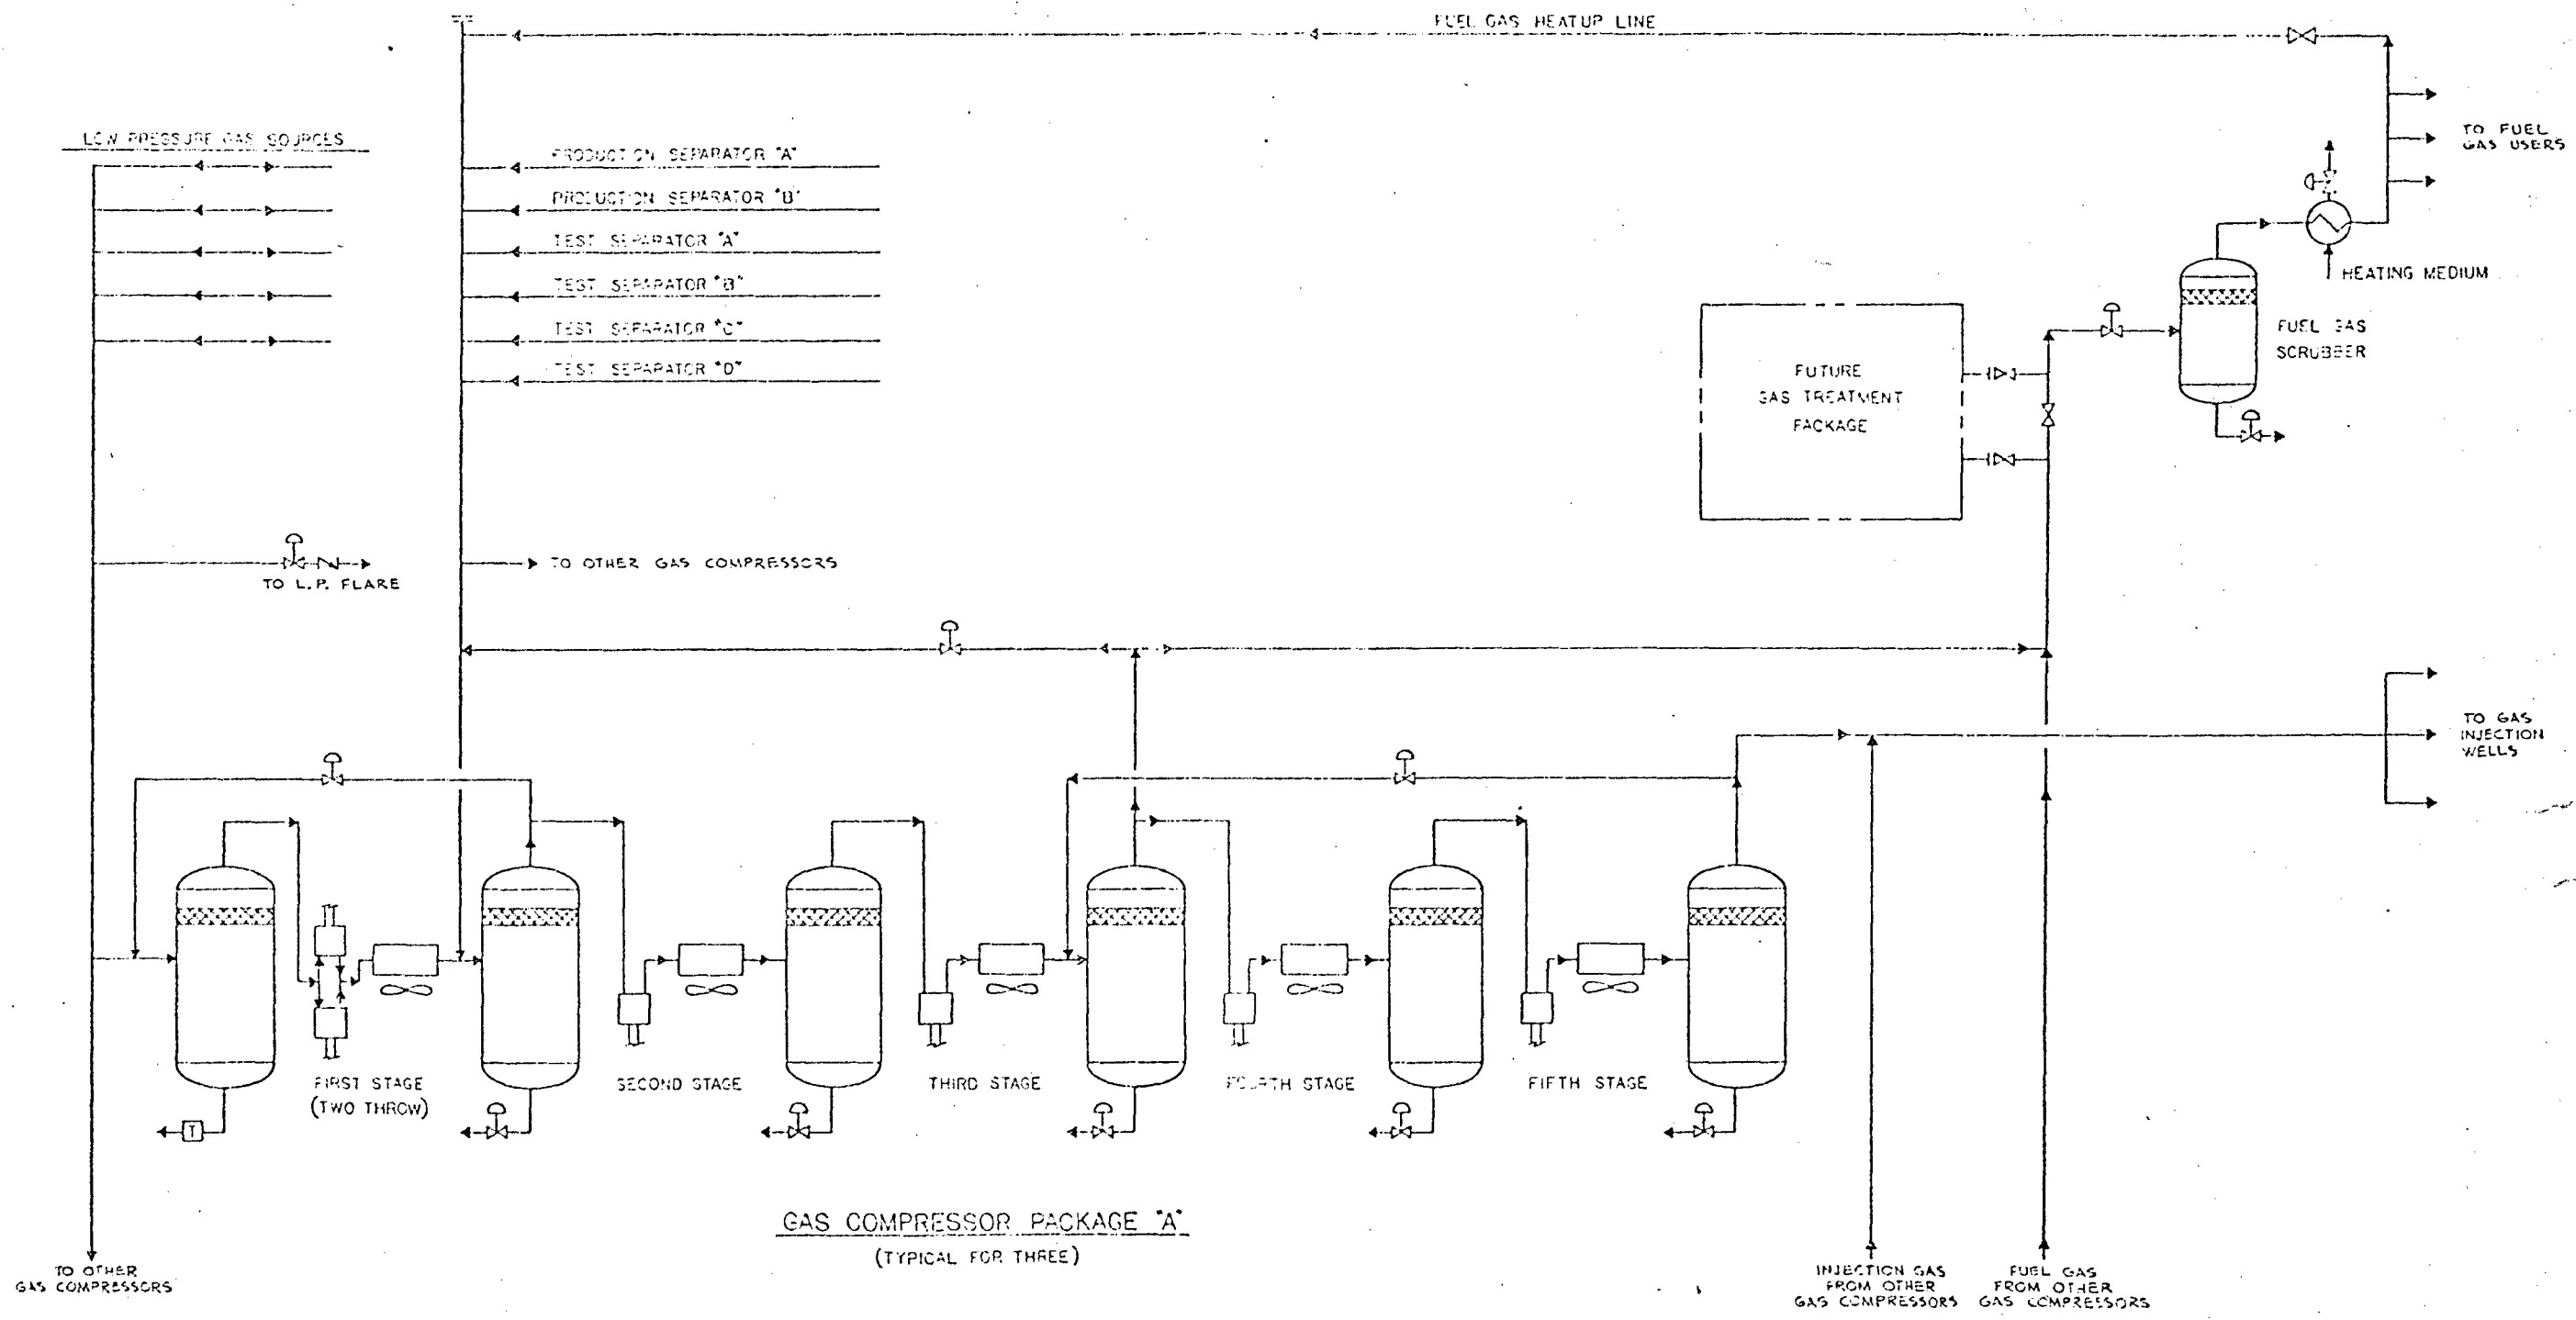 FUEL GAS HEATUP LINE
LOW PRESSURE GAS SOURCES
PRODUCTION SEPARATOR "A"
PRODUCTION SEPARATOR "B"
TEST SEPARATOR "A"
TEST SEPARATOR "B"
TEST SEPARATOR "C"
TEST SEPARATOR "D"
TO FUEL
GAS USERS
HEATING MEDIUM
FUEL GAS
SCRUBBER
FUTURE
GAS TREATMENT
PACKAGE
TO L.P. FLARE
TO OTHER GAS COMPRESSORS
TO GAS
INJECTION
WELLS
FIRST STAGE
(TWO THROW)
SECOND STAGE
THIRD STAGE
FOURTH STAGE
FIFTH STAGE
T
GAS COMPRESSOR PACKAGE "A"
(TYPICAL FOR THREE)
TO OTHER
GAS COMPRESSORS
INJECTION GAS
FROM OTHER
GAS COMPRESSORS
FUEL GAS
FROM OTHER
GAS COMPRESSORS